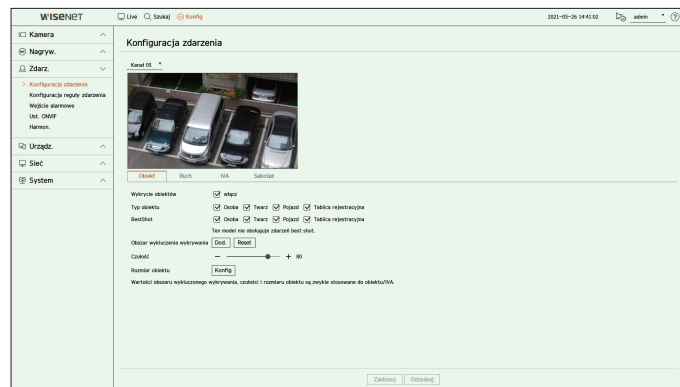 WISENET
Live Szukaj Konfig
2021-05-26 14:41:02 admin ?
Kamera
Nagryw.
Zdarz.
> Konfiguracja zdarzenia
Konfiguracja reguły zdarzenia
Wejście alarmowe
Ust. ONVIF
Harmon.
Urządz.
Sieć
System
Konfiguracja zdarzenia
Kanał 05
Obiekt Ruch IVA Sabotaż
Wykrycie obiektów włącz
Typ obiektu Osoba Twarz Pojazd Tablica rejestracyjna
BestShot Osoba Twarz Pojazd Tablica rejestracyjna
Ten model nie obsługuje zdarzeń best shot.
Obszar wykluczenia wykrywania Dod. Reset
Czułość − + 80
Rozmiar obiektu Konfig
Wartości obszaru wykluczonego wykrywania, czułości i rozmiaru obiektu są zwykle stosowane do obiektu/IVA.
Zastosuj Odzyskaj